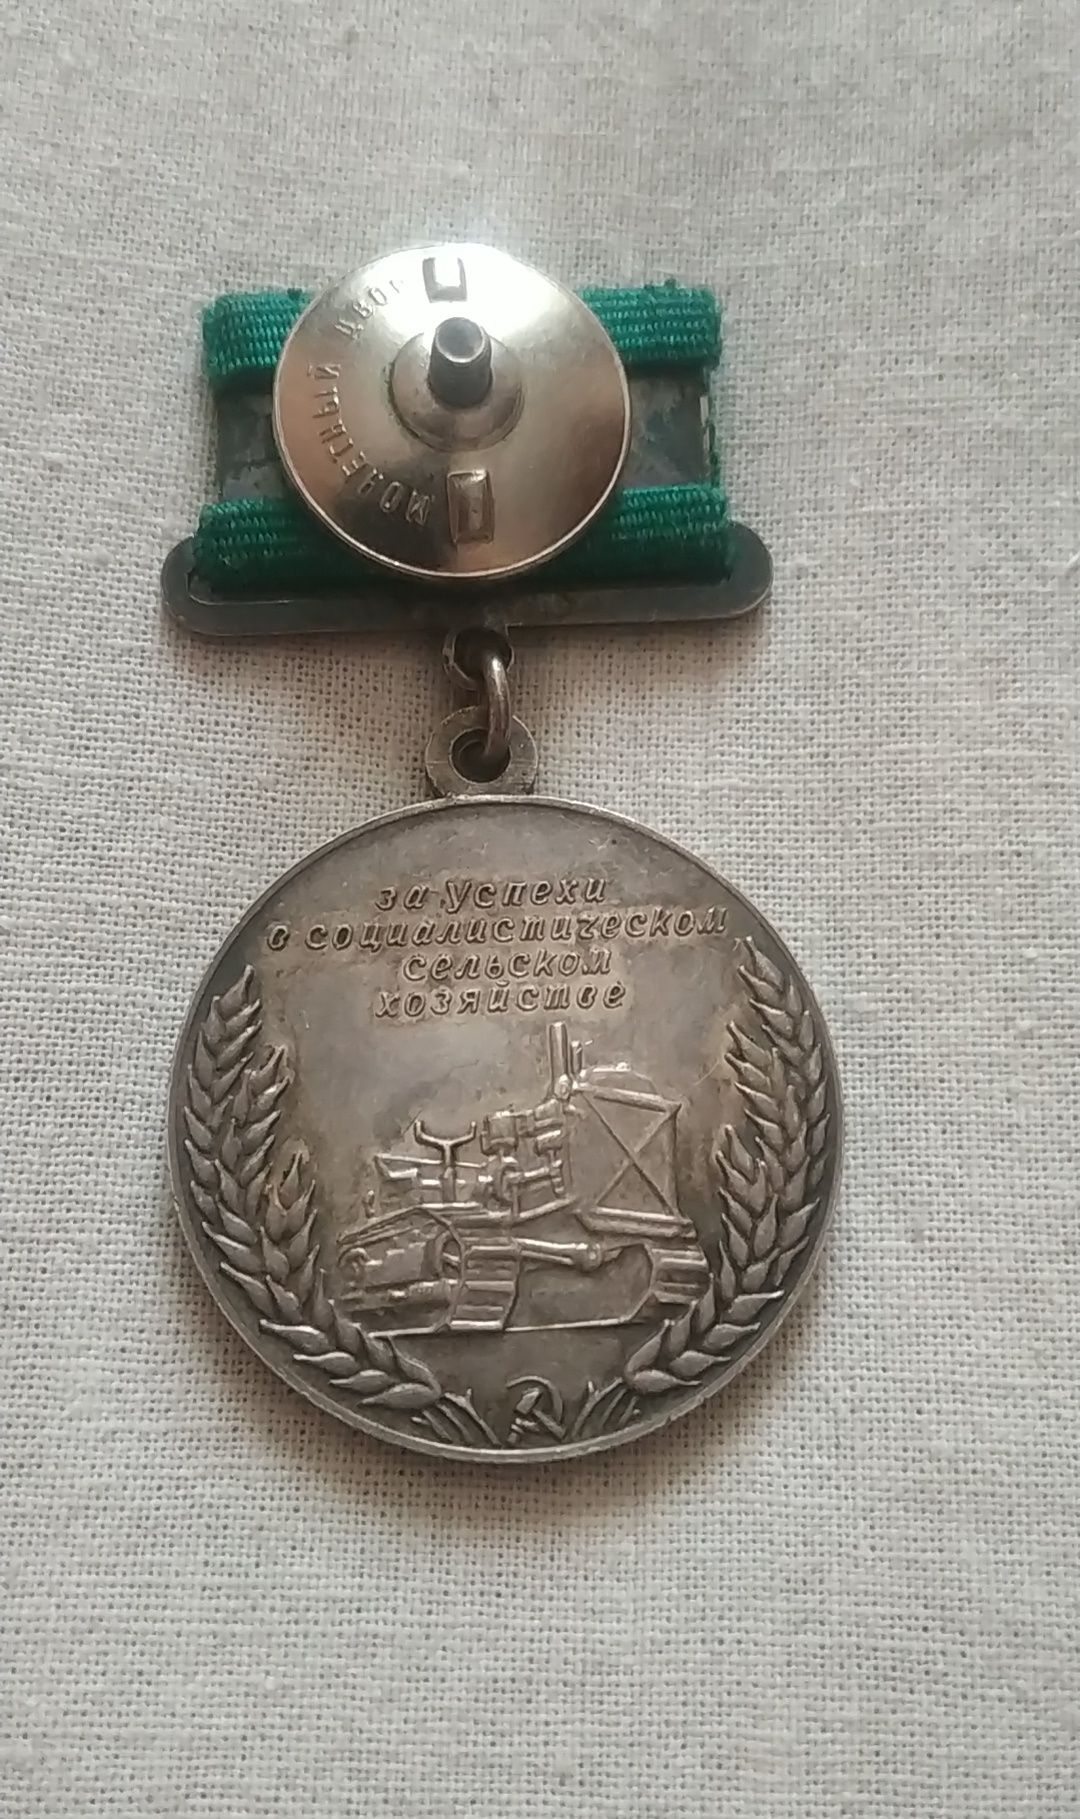 МОНЕТНЫЙ ДВОР
за успехи
в социалистическом
сельском
хозяйстве